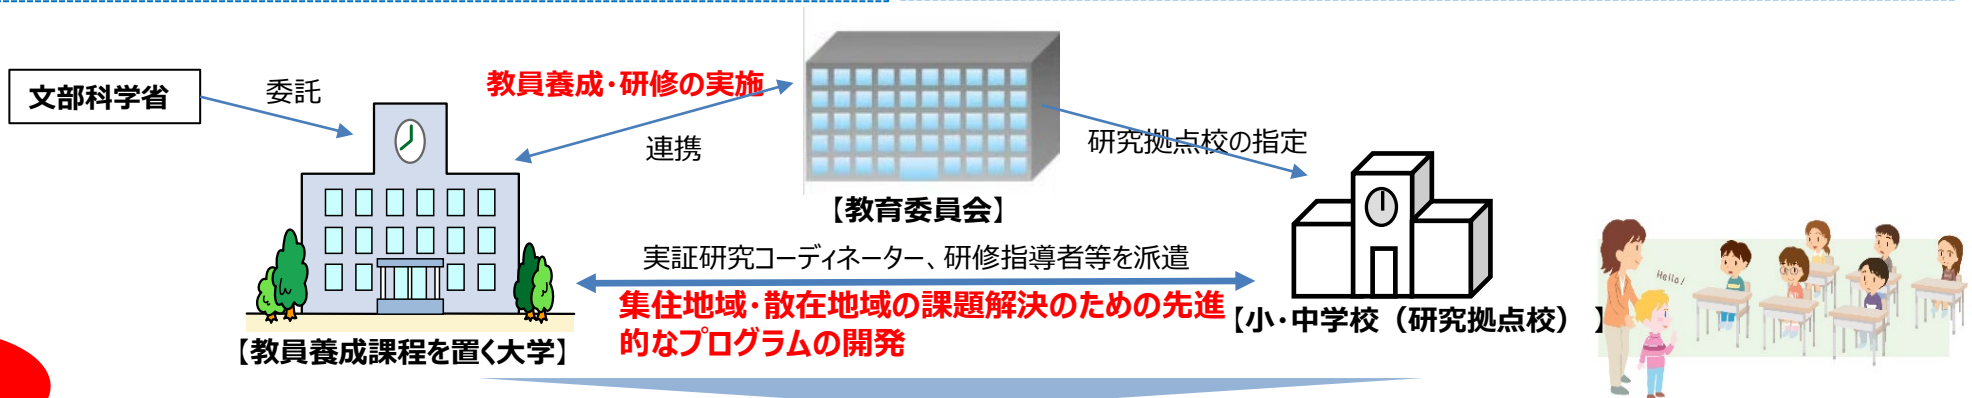 文部科学省
委託
教員養成・研修の実施
連携
【教育委員会】
研究拠点校の指定
実証研究コーディネーター、研修指導者等を派遣
集住地域・散在地域の課題解決のための先進
的なプログラムの開発
【教員養成課程を置く大学】
【小・中学校（研究拠点校） 】
Hello!